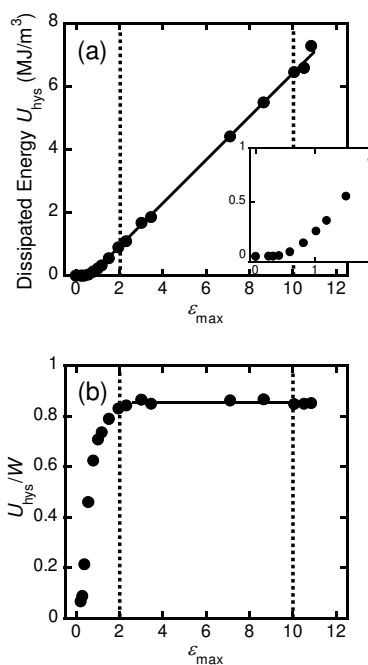 (a)
Dissipated Energy U_hys (MJ/m³)
8
6
4
2
0
0 2 4 6 8 10 12
ε_max
1
0.5
0
0 1
(b)
U_hys/W
1
0.8
0.6
0.4
0.2
0
0 2 4 6 8 10 12
ε_max